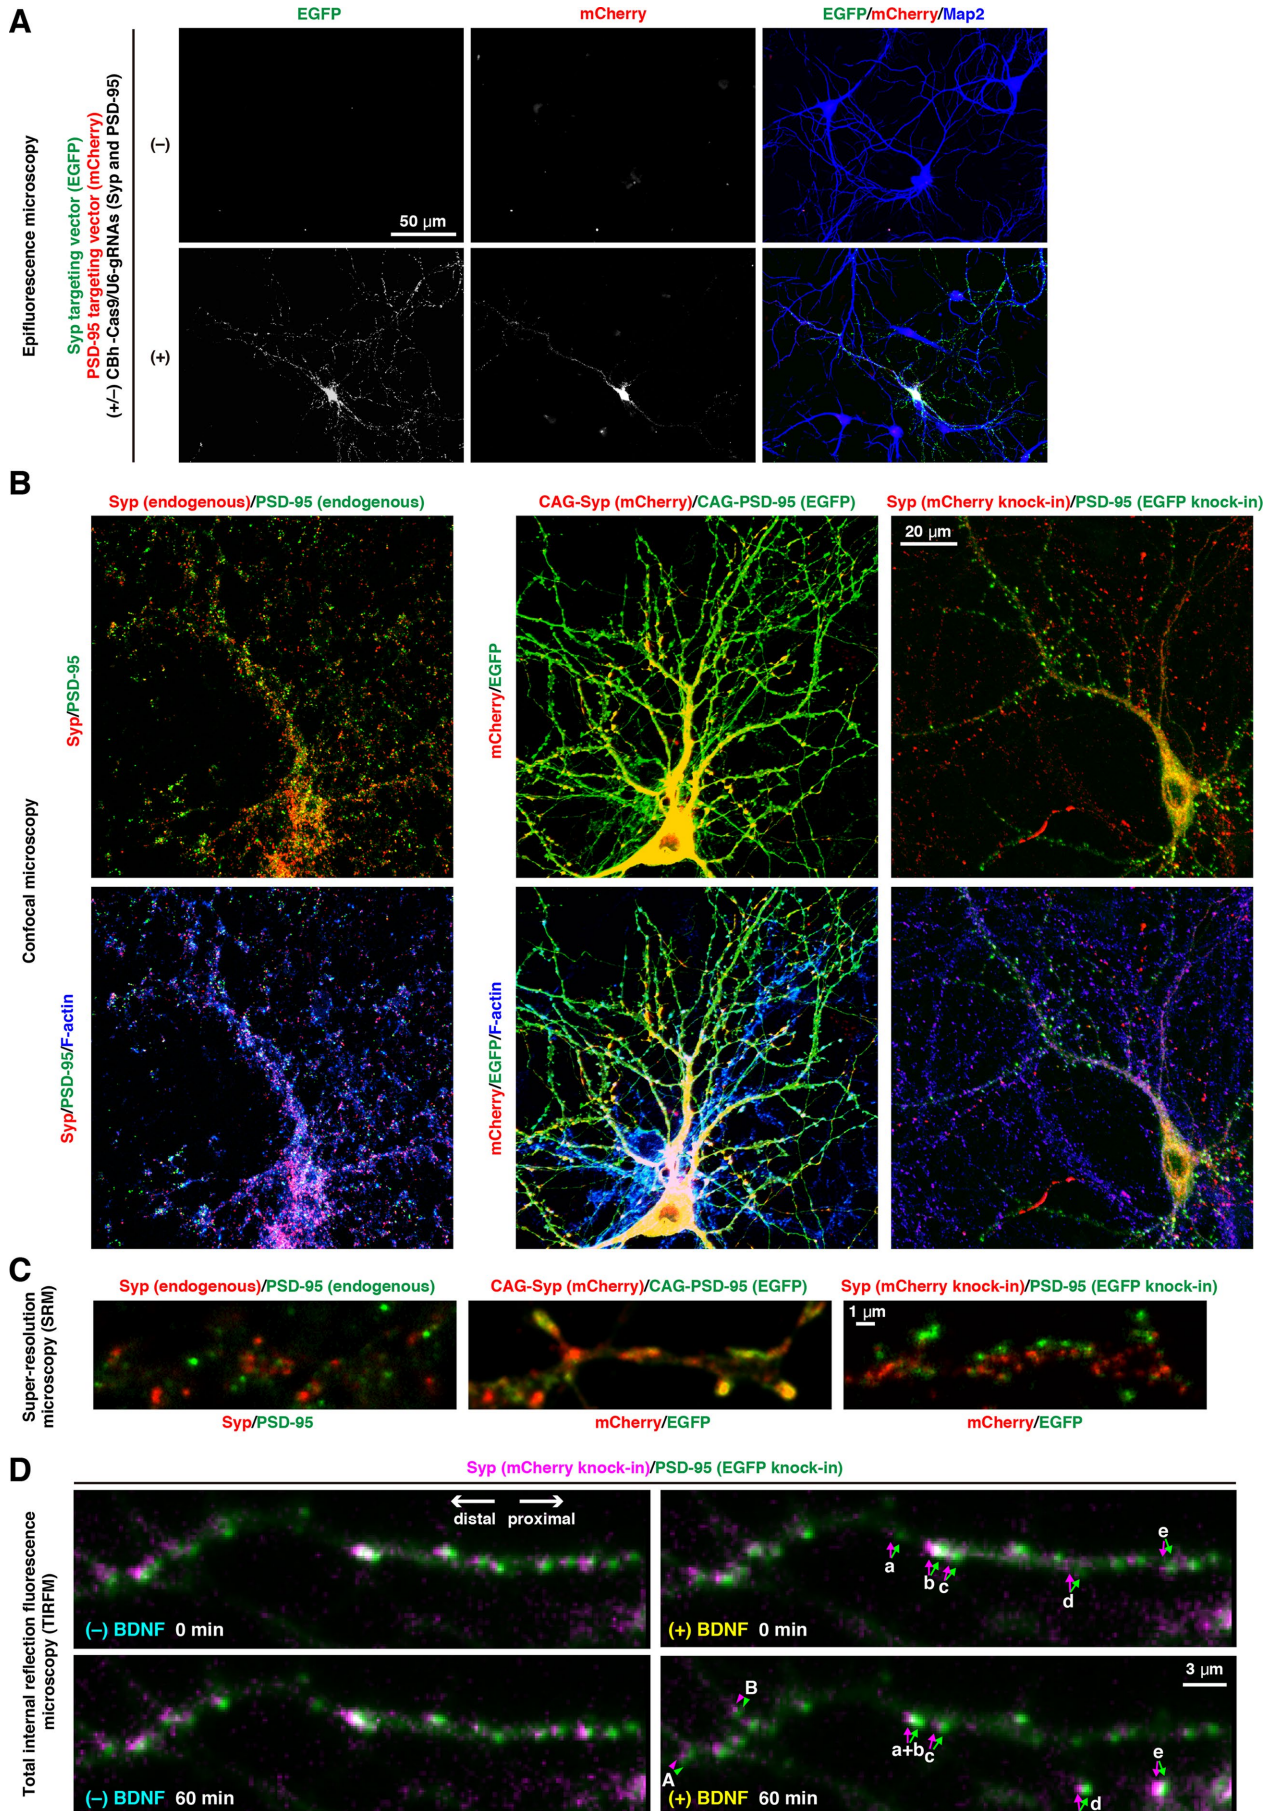 A
EGFP
mCherry
EGFP/mCherry/Map2
Epifluorescence microscopy
Syp targeting vector (EGFP)
PSD-95 targeting vector (mCherry)
(+/−) CBh-Cas9/U6-gRNAs (Syp and PSD-95)
(−)
50 µm
(+)
B
Syp (endogenous)/PSD-95 (endogenous)
CAG-Syp (mCherry)/CAG-PSD-95 (EGFP)
Syp (mCherry knock-in)/PSD-95 (EGFP knock-in)
20 µm
Confocal microscopy
Syp/PSD-95
mCherry/EGFP
Syp/PSD-95/F-actin
mCherry/EGFP/F-actin
C
Syp (endogenous)/PSD-95 (endogenous)
CAG-Syp (mCherry)/CAG-PSD-95 (EGFP)
Syp (mCherry knock-in)/PSD-95 (EGFP knock-in)
Super-resolution
microscopy (SRM)
1 µm
Syp/PSD-95
mCherry/EGFP
mCherry/EGFP
D
Syp (mCherry knock-in)/PSD-95 (EGFP knock-in)
Total internal reflection fluorescence
microscopy (TIRFM)
distal proximal
(−) BDNF 0 min
a
b
c
d
e
(+) BDNF 0 min
(−) BDNF 60 min
3 µm
B
A
a+b
c
d
e
(+) BDNF 60 min